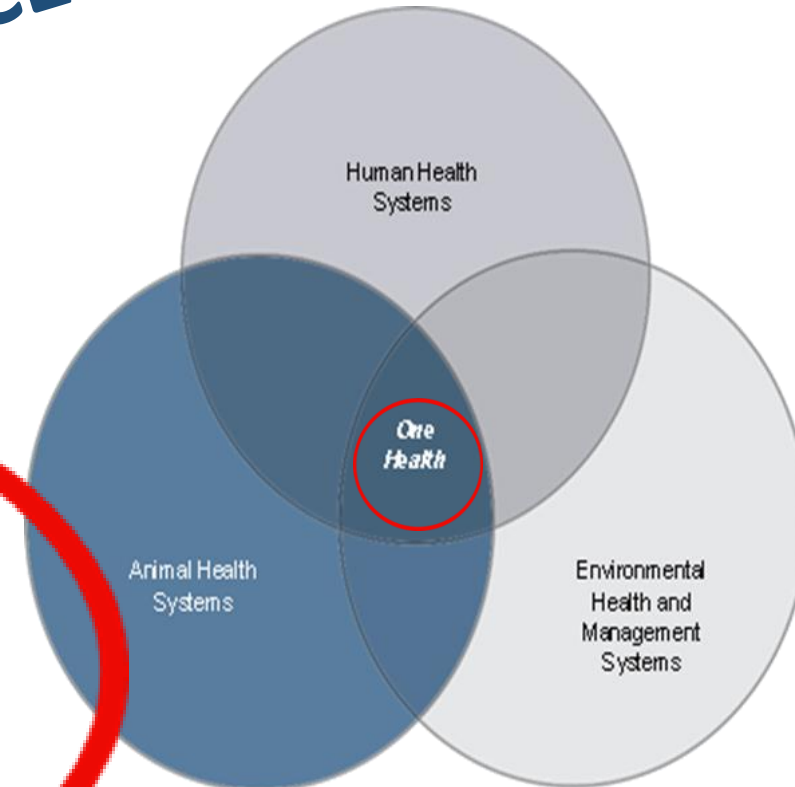 Human Health
Systems
One
Health
Animal Health
Systems
Environmental
Health and
Management
Systems